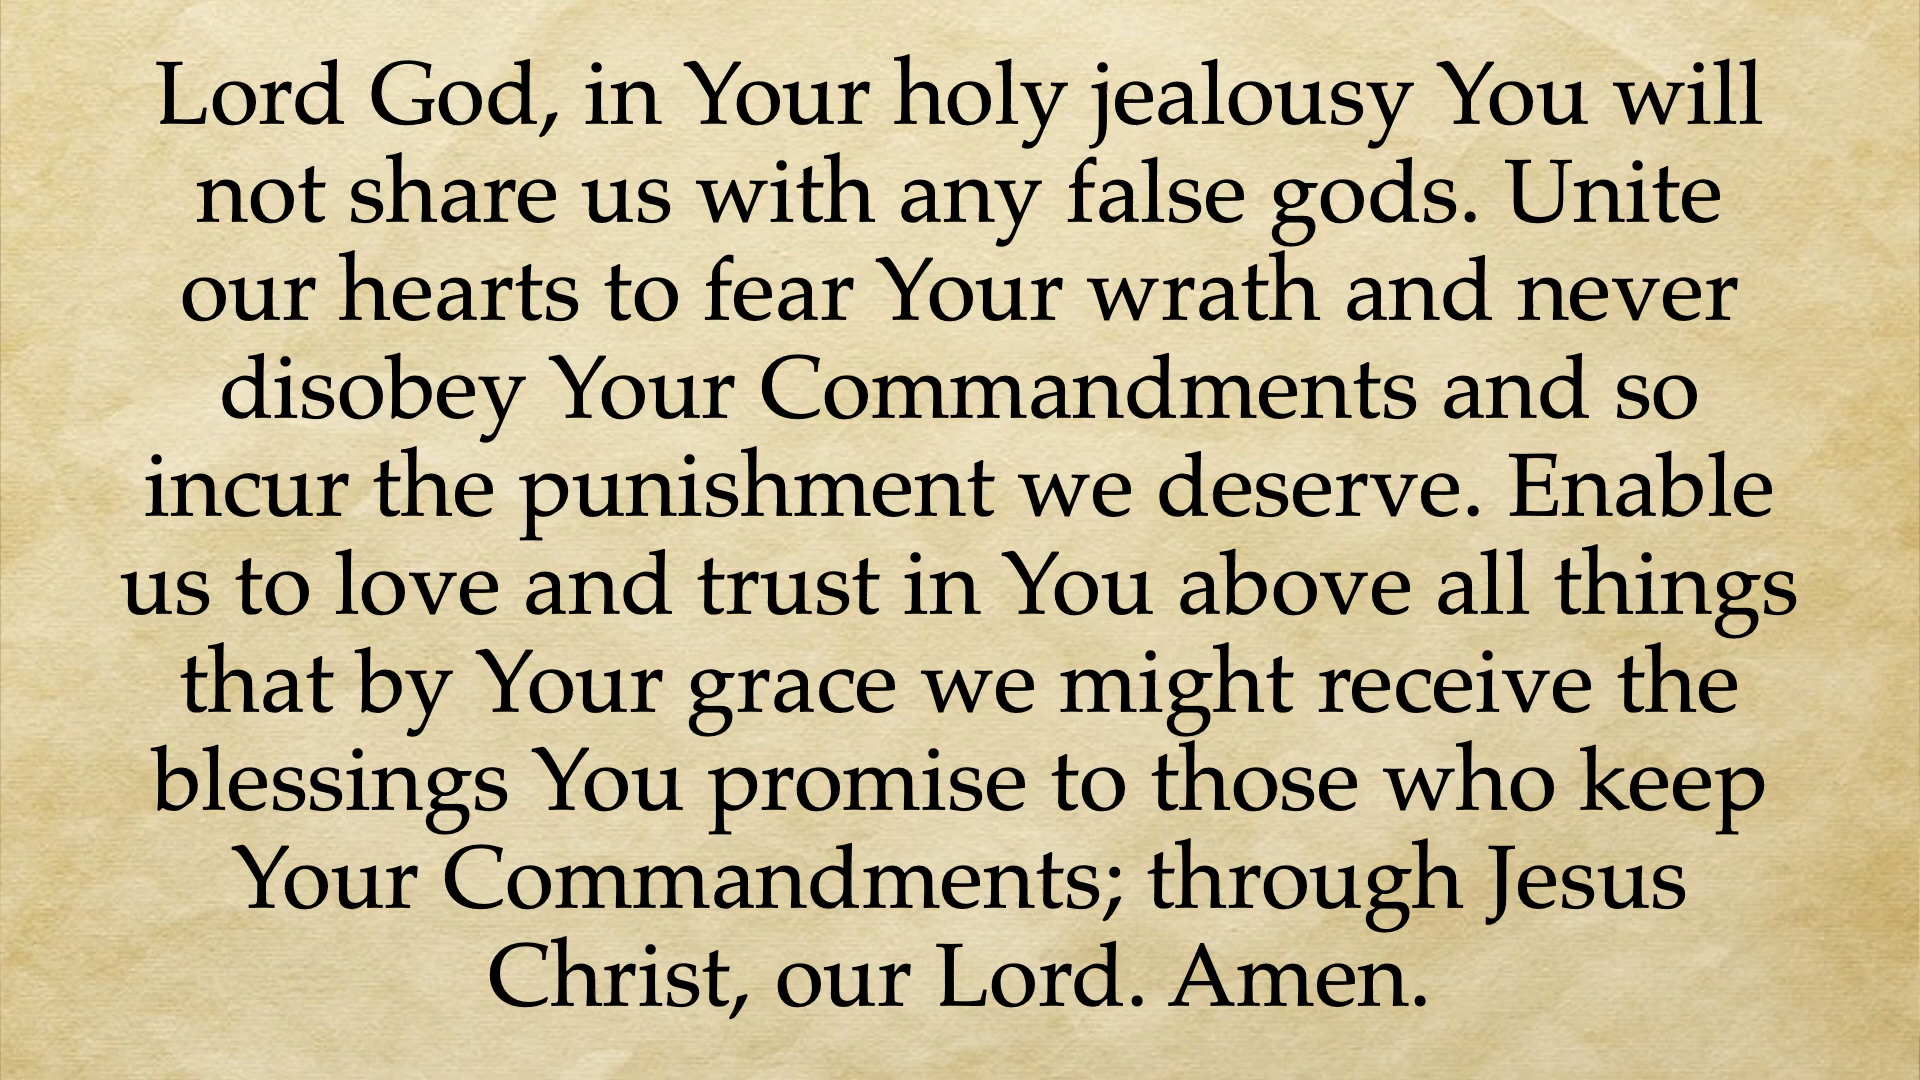 Lord God, in Your holy jealousy You will
not share us with any false gods. Unite
our hearts to fear Your wrath and never
disobey Your Commandments and so
incur the punishment we deserve. Enable
us to love and trust in You above all things
that by Your grace we might receive the
blessings You promise to those who keep
Your Commandments; through Jesus
Christ, our Lord. Amen.